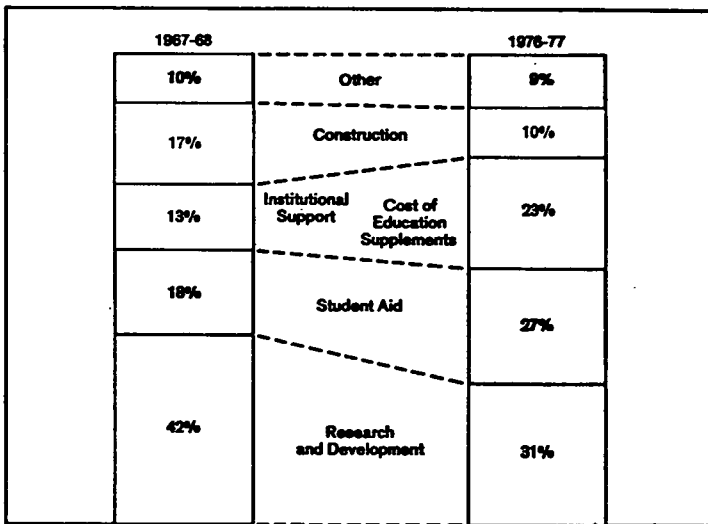 1967-68
1976-77
10%
Other
9%
17%
Construction
10%
13%
Institutional
Support
Cost of
Education
Supplements
23%
18%
Student Aid
27%
42%
Research
and Development
31%